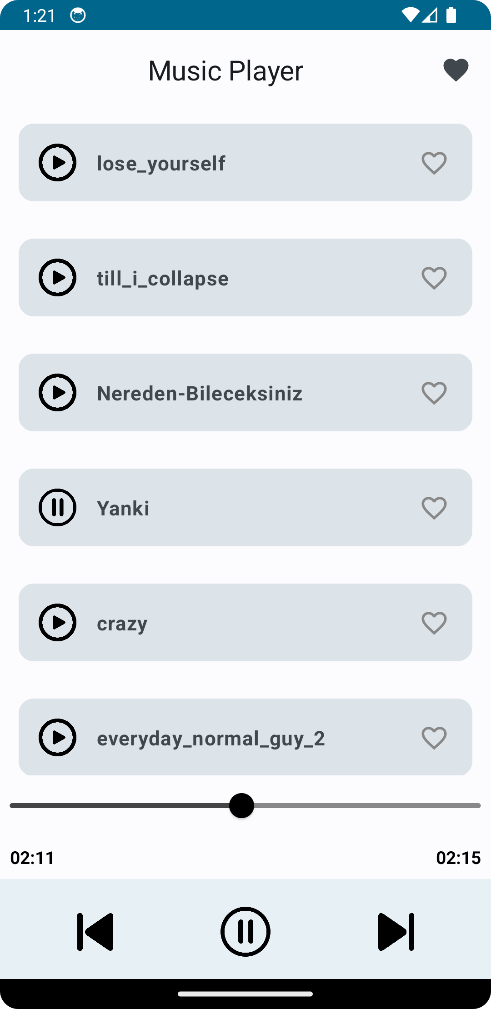 1:21
Music Player
lose_yourself
till_i_collapse
Nereden-Bileceksiniz
Yanki
crazy
everyday_normal_guy_2
02:11 02:15